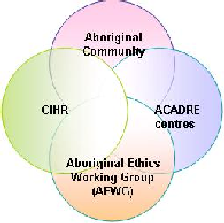 Aboriginal
Community
CIHR
ACADRE
centres
Aboriginal Ethics
Working Group
(AEWG)